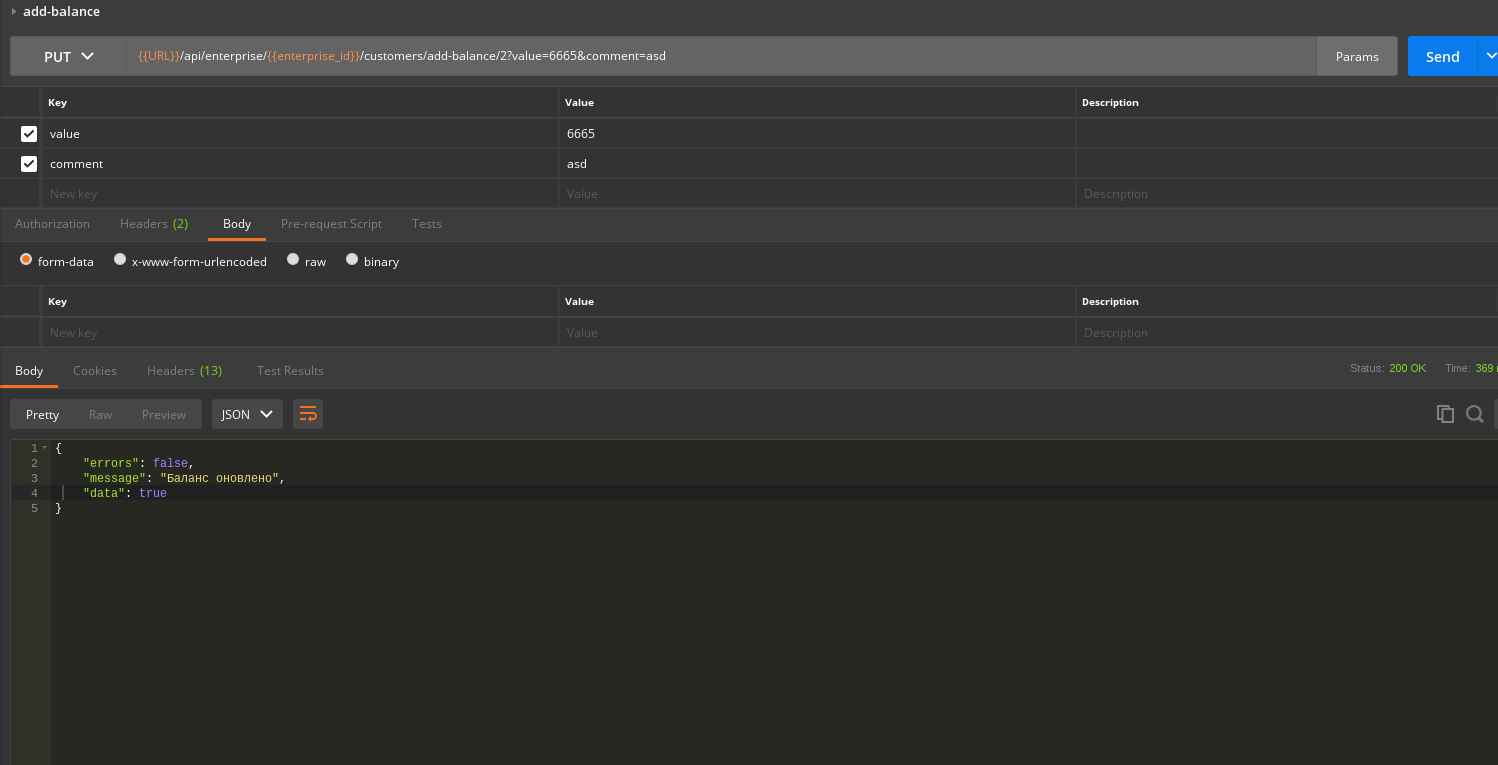 add-balance
PUT {{URL}}/api/enterprise/{{enterprise_id}}/customers/add-balance/2?value=6665&comment=asd Params Send
Key Value Description
value 6665
comment asd
New key Value Description
Authorization Headers (2) Body Pre-request Script Tests
form-data x-www-form-urlencoded raw binary
Key Value Description
New key Value Description
Body Cookies Headers (13) Test Results Status: 200 OK Time: 369
Pretty Raw Preview JSON
1 {
2 "errors": false,
3 "message": "Баланс оновлено",
4 "data": true
5 }